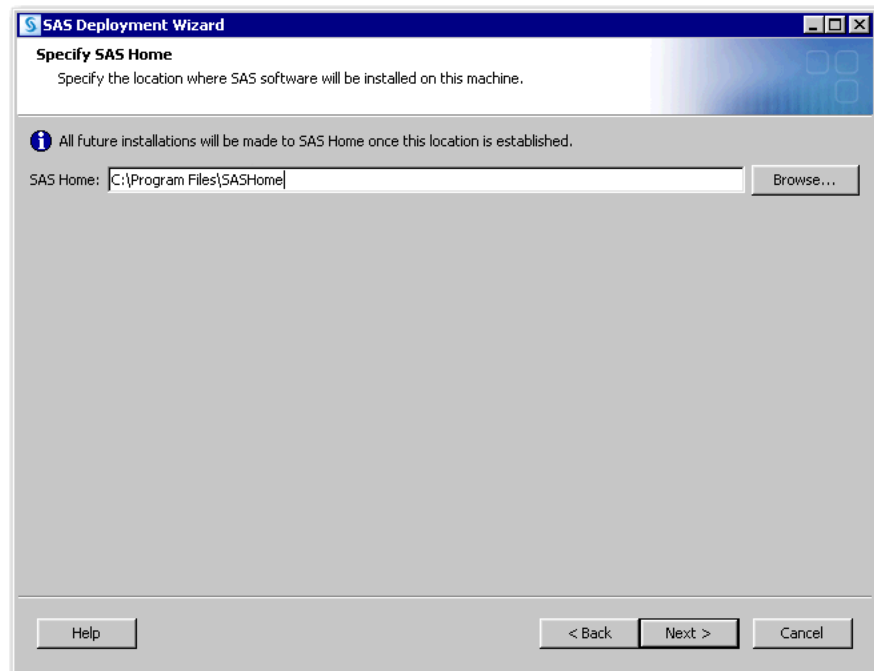 SAS Deployment Wizard
Specify SAS Home
Specify the location where SAS software will be installed on this machine.
All future installations will be made to SAS Home once this location is established.
SAS Home: C:\Program Files\SASHome Browse...
Help < Back Next > Cancel